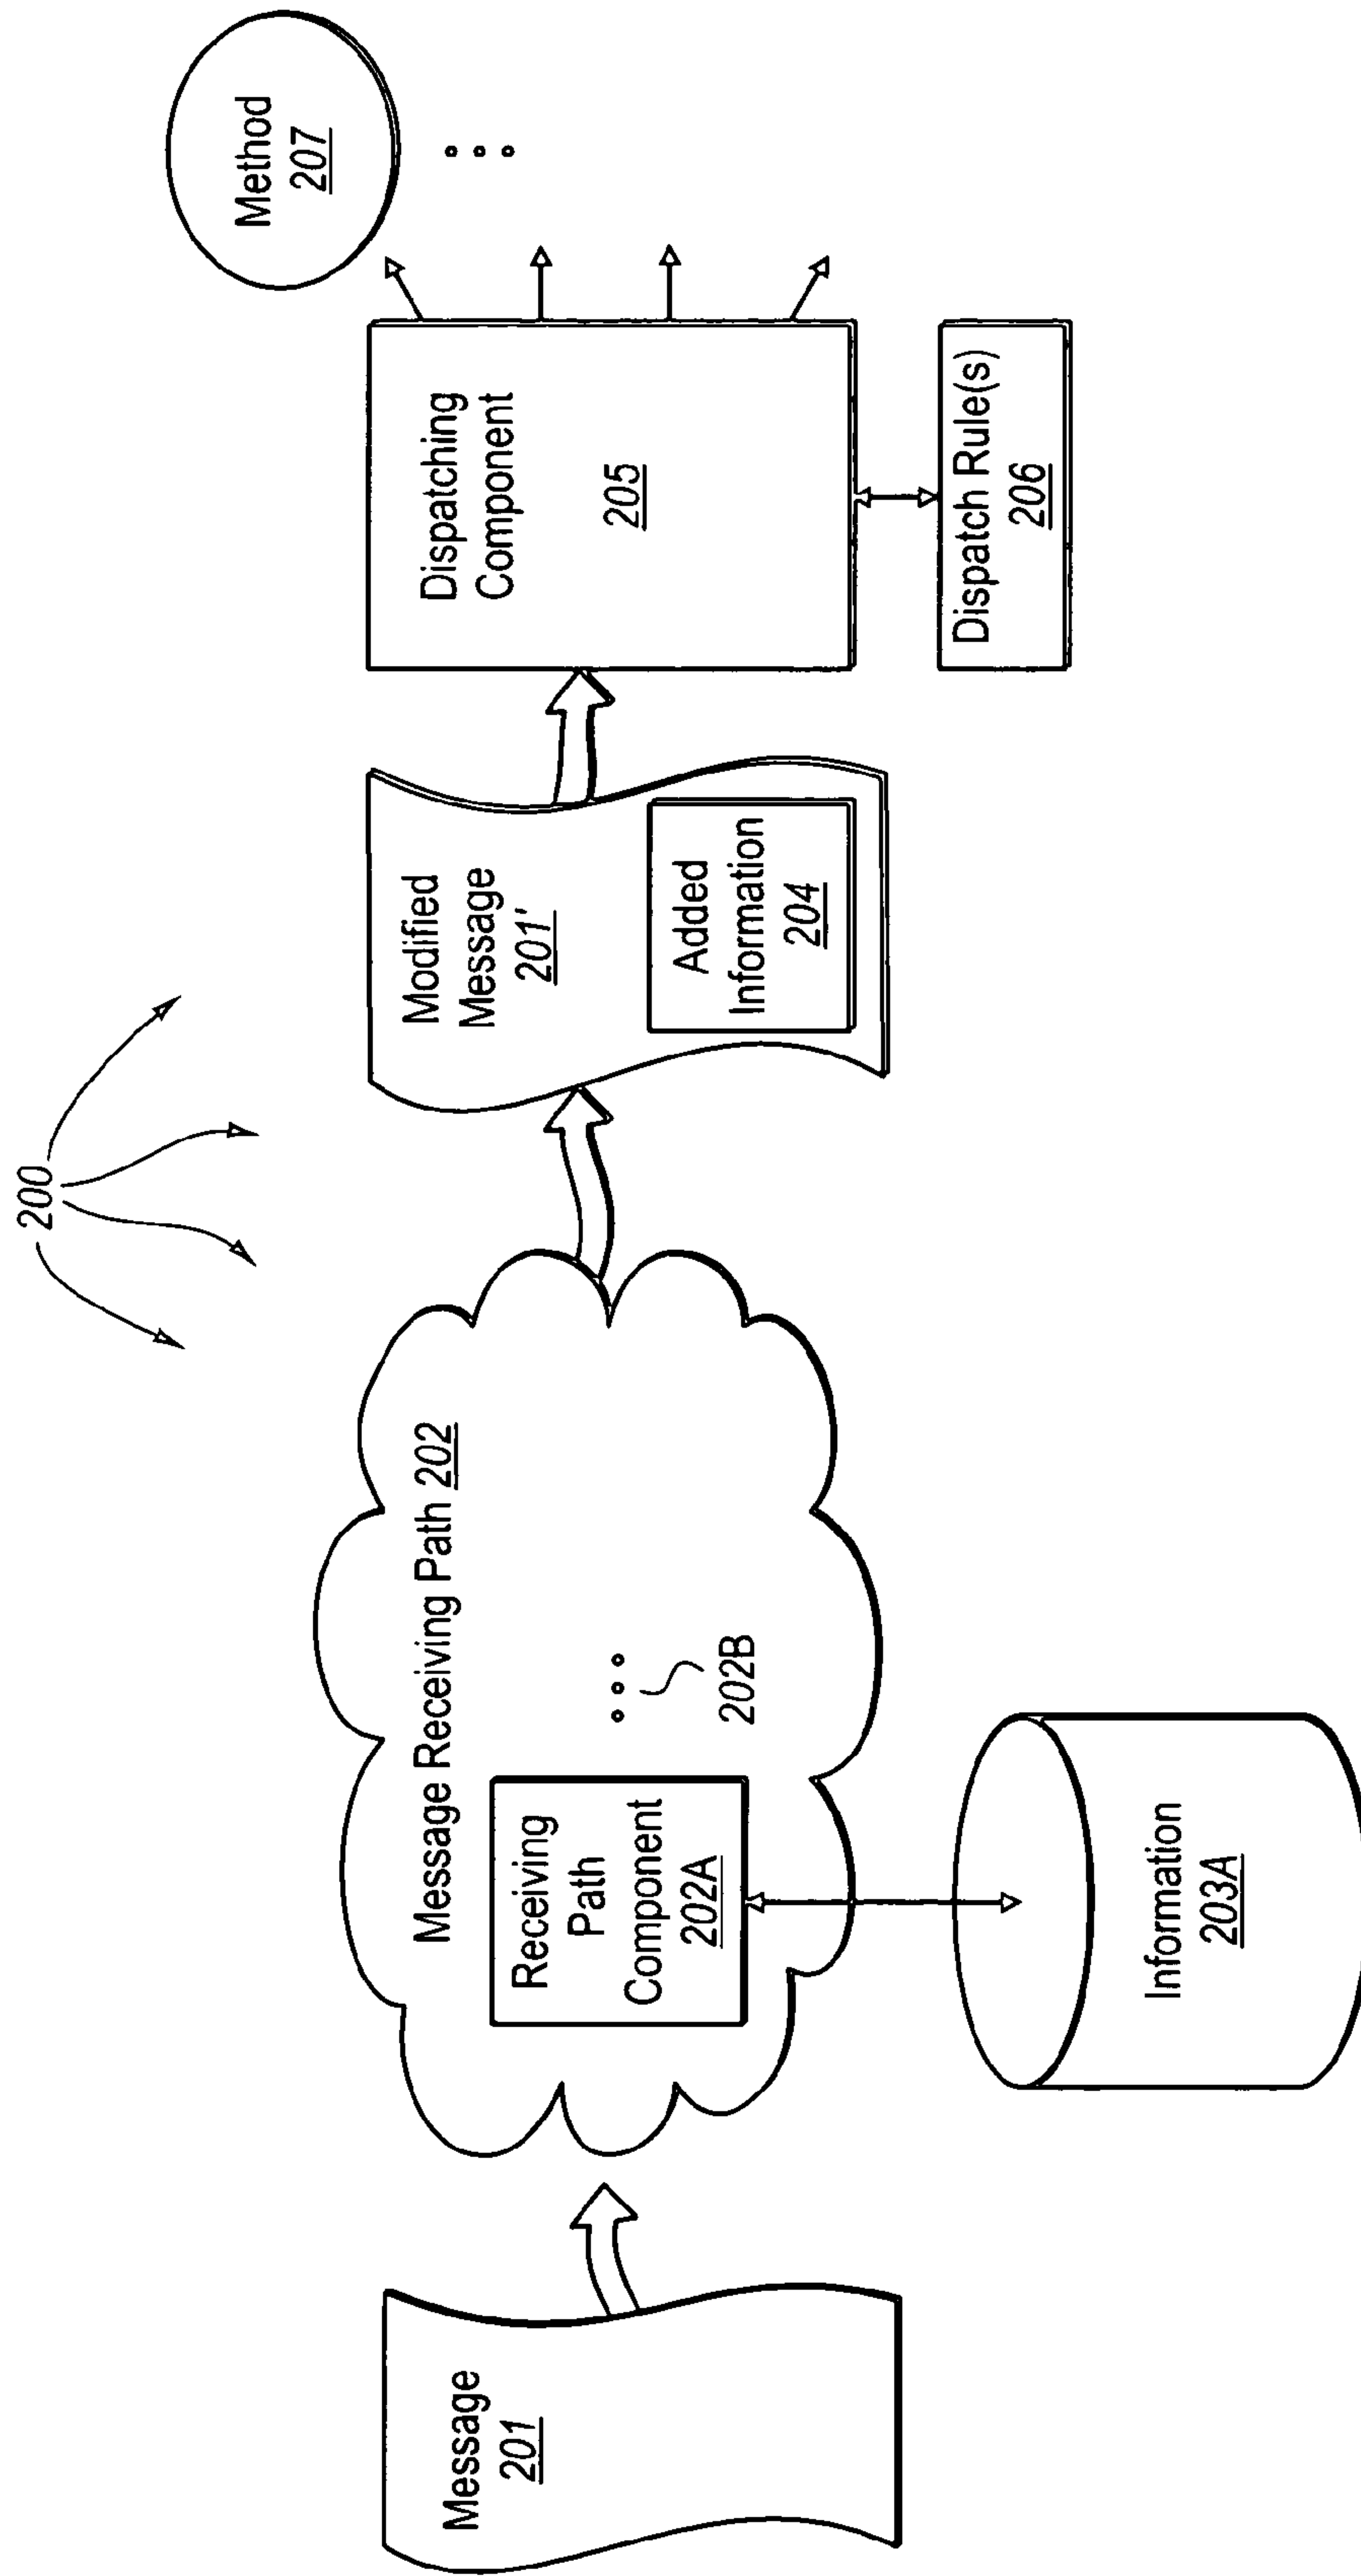 200
Message
201
Message Receiving Path 202
Receiving
Path
Component
202A
202B
Information
203A
Modified
Message
201'
Added
Information
204
Dispatching
Component
205
Dispatch Rule(s)
206
Method
207